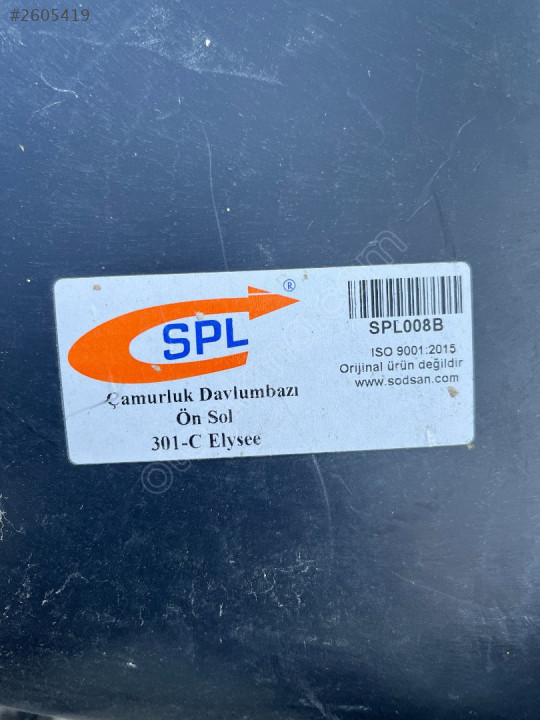 #2605419
SPL®
SPL008B
ISO 9001:2015
Orijinal ürün değildir
www.sodsan.com
Çamurluk Davlumbazı
Ön Sol
301-C Elysee